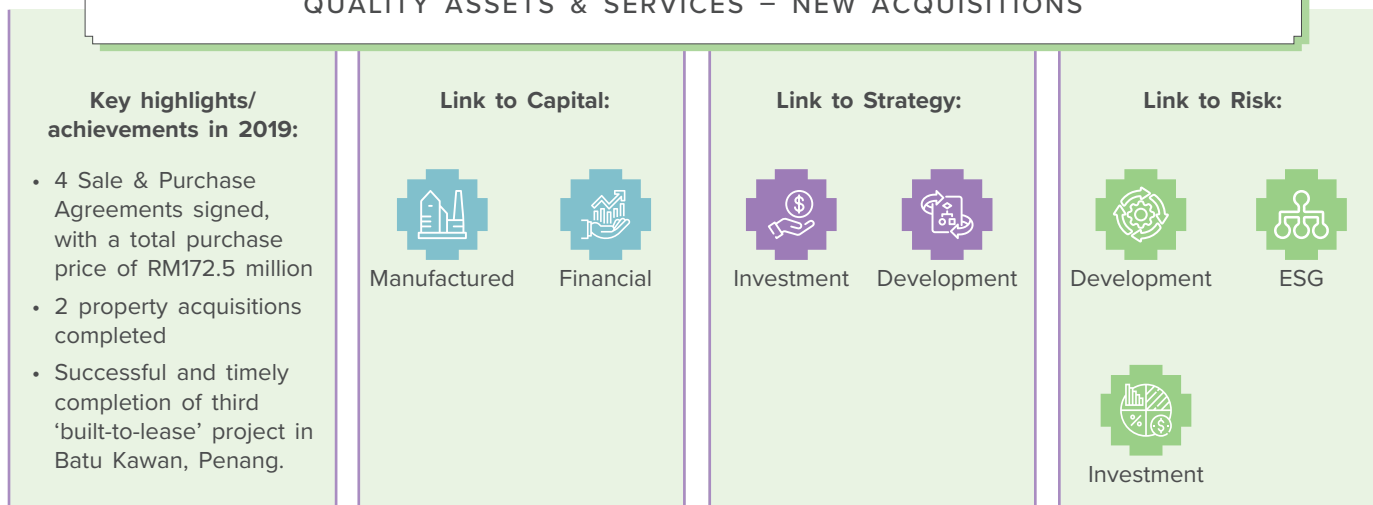 QUALITY ASSETS & SERVICES – NEW ACQUISITIONS
Key highlights/
achievements in 2019:
• 4 Sale & Purchase
Agreements signed,
with a total purchase
price of RM172.5 million
• 2 property acquisitions
completed
• Successful and timely
completion of third
‘built-to-lease’ project in
Batu Kawan, Penang.
Link to Capital:
Manufactured
Financial
Link to Strategy:
Investment
Development
Link to Risk:
Development
ESG
Investment